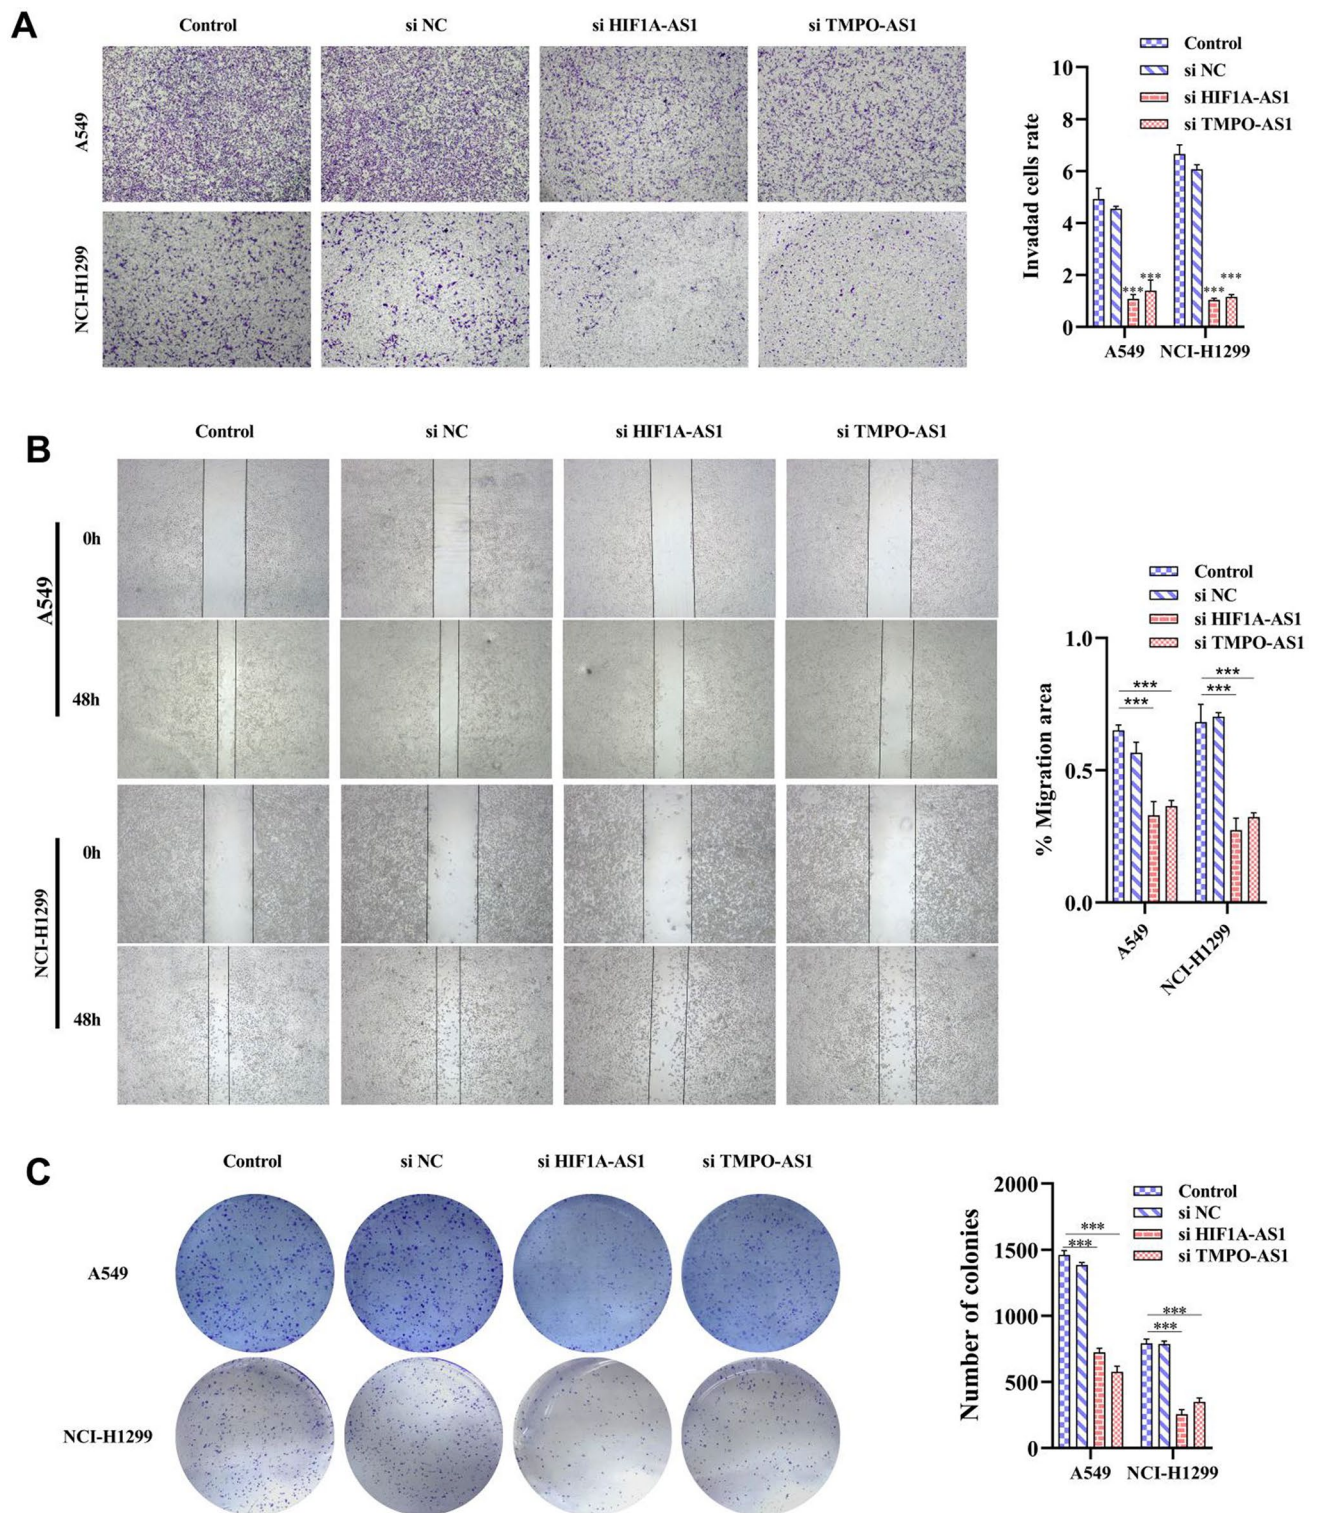 A
Control si NC si HIF1A-AS1 si TMPO-AS1
A549
NCI-H1299
Control
si NC
si HIF1A-AS1
si TMPO-AS1
Invadad cells rate
10
8
6
4
2
0
*** *** *** ***
A549 NCI-H1299
B
Control si NC si HIF1A-AS1 si TMPO-AS1
A549
0h
48h
NCI-H1299
0h
48h
Control
si NC
si HIF1A-AS1
si TMPO-AS1
% Migration area
1.0
0.5
0.0
*** ***
*** ***
A549 NCI-H1299
C
Control si NC si HIF1A-AS1 si TMPO-AS1
A549
NCI-H1299
Control
si NC
si HIF1A-AS1
si TMPO-AS1
Number of colonies
2000
1500
1000
500
0
***
***
***
***
A549 NCI-H1299